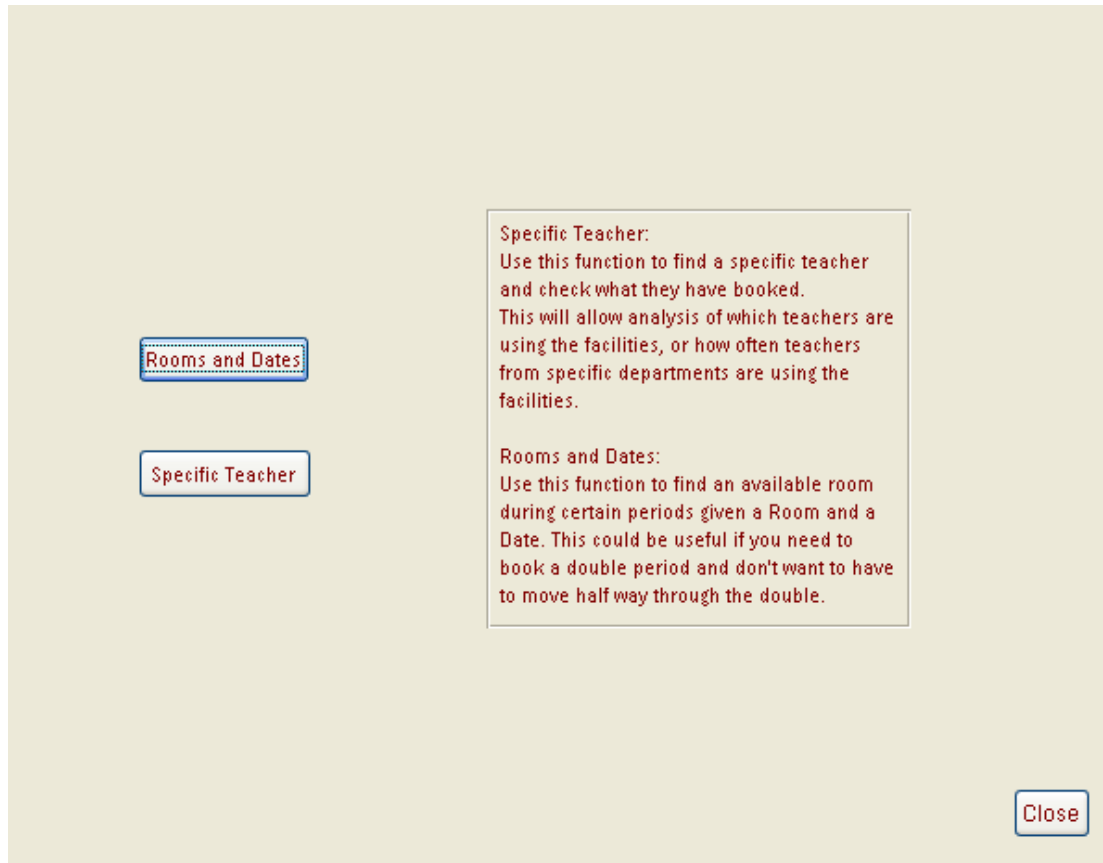 Rooms and Dates
Specific Teacher
Specific Teacher:
Use this function to find a specific teacher
and check what they have booked.
This will allow analysis of which teachers are
using the facilities, or how often teachers
from specific departments are using the
facilities.
Rooms and Dates:
Use this function to find an available room
during certain periods given a Room and a
Date. This could be useful if you need to
book a double period and don't want to have
to move half way through the double.
Close